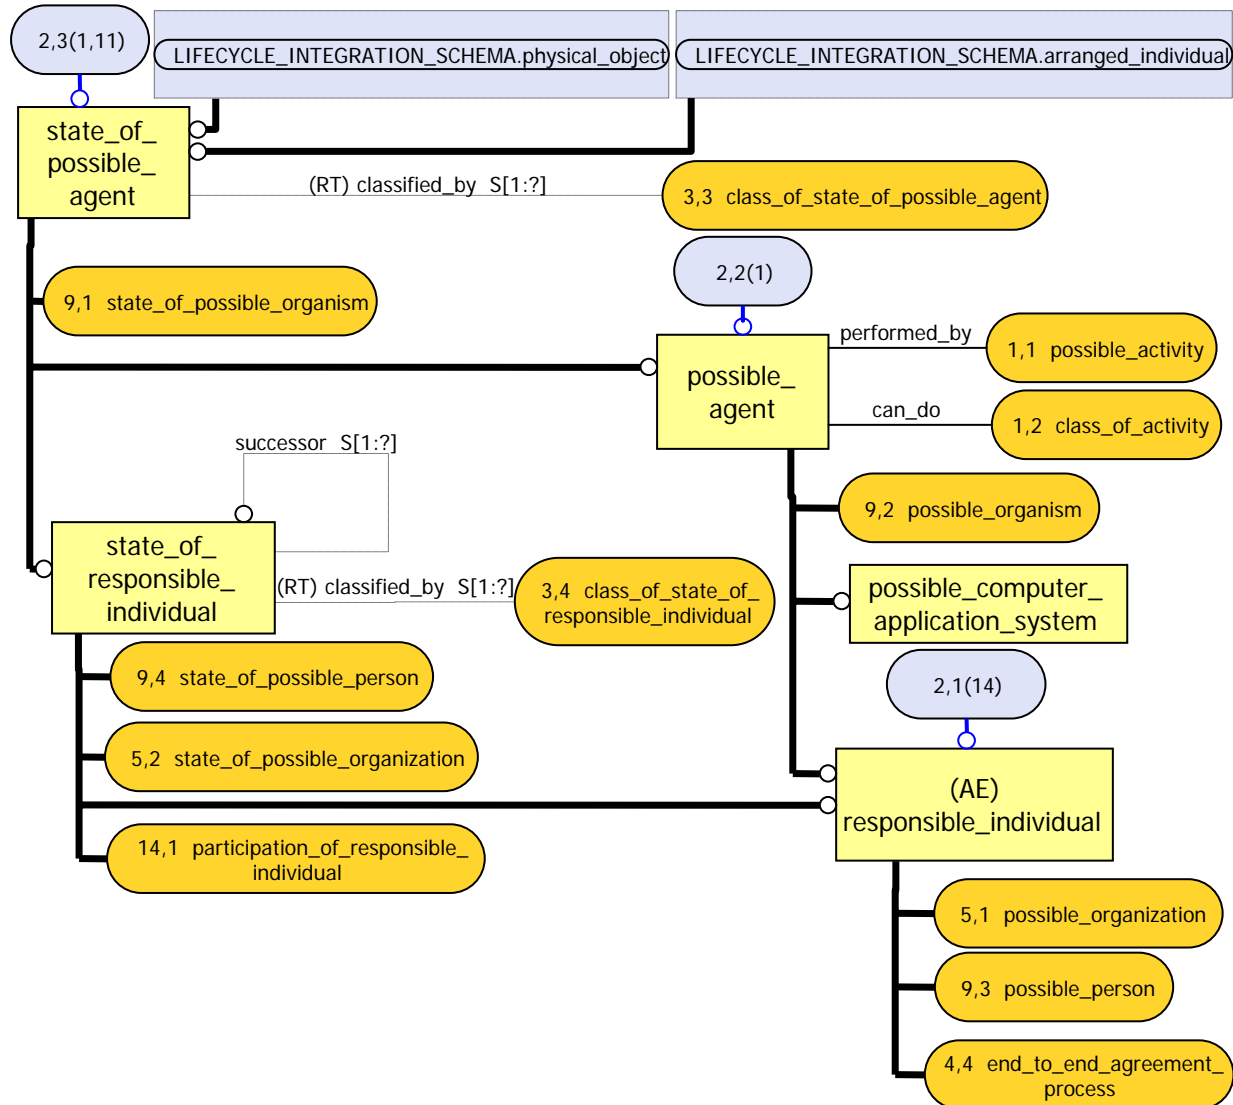 2,3(1,11)
LIFECYCLE_INTEGRATION_SCHEMA.physical_object
LIFECYCLE_INTEGRATION_SCHEMA.arranged_individual
state_of_
possible_
agent
(RT) classified_by S[1:?]
3,3 class_of_state_of_possible_agent
2,2(1)
9,1 state_of_possible_organism
possible_
agent
performed_by
1,1 possible_activity
can_do
1,2 class_of_activity
successor S[1:?]
9,2 possible_organism
state_of_
responsible_
individual
(RT) classified_by S[1:?]
3,4 class_of_state_of_
responsible_individual
possible_computer_
application_system
9,4 state_of_possible_person
2,1(14)
5,2 state_of_possible_organization
(AE)
responsible_individual
14,1 participation_of_responsible_
individual
5,1 possible_organization
9,3 possible_person
4,4 end_to_end_agreement_
process